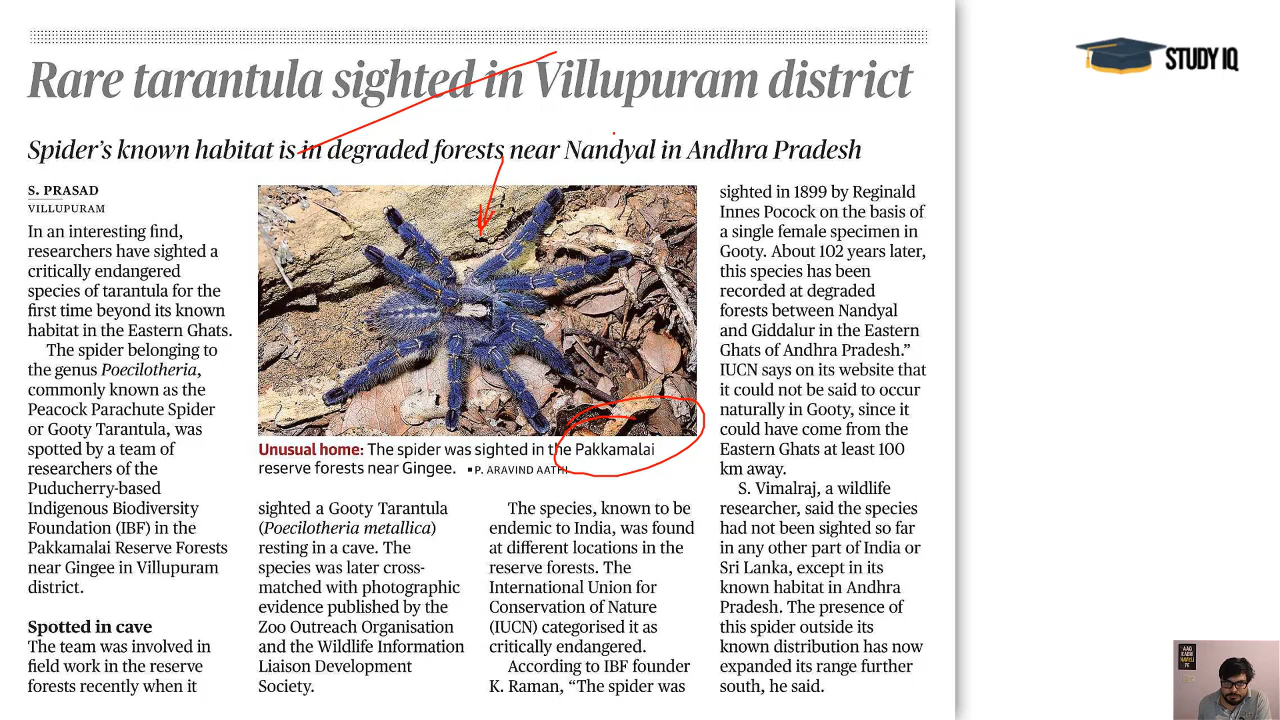 Rare tarantula sighted in Villupuram district
Spider's known habitat is in degraded forests near Nandyal in Andhra Pradesh
S. PRASAD
VILLUPURAM
In an interesting find,
researchers have sighted a
critically endangered
species of tarantula for the
first time beyond its known
habitat in the Eastern Ghats.
The spider belonging to
the genus Poecilotheria,
commonly known as the
Peacock Parachute Spider
or Gooty Tarantula, was
spotted by a team of
researchers of the
Puducherry-based
Indigenous Biodiversity
Foundation (IBF) in the
Pakkamalai Reserve Forests
near Gingee in Villupuram
district.
Spotted in cave
The team was involved in
field work in the reserve
forests recently when it
Unusual home: The spider was sighted in the Pakkamalai
reserve forests near Gingee. ▪ P. ARAVIND AATHI
sighted a Gooty Tarantula
(Poecilotheria metallica)
resting in a cave. The
species was later cross-
matched with photographic
evidence published by the
Zoo Outreach Organisation
and the Wildlife Information
Liaison Development
Society.
The species, known to be
endemic to India, was found
at different locations in the
reserve forests. The
International Union for
Conservation of Nature
(IUCN) categorised it as
critically endangered.
According to IBF founder
K. Raman, “The spider was
sighted in 1899 by Reginald
Innes Pocock on the basis of
a single female specimen in
Gooty. About 102 years later,
this species has been
recorded at degraded
forests between Nandyal
and Giddalur in the Eastern
Ghats of Andhra Pradesh.”
IUCN says on its website that
it could not be said to occur
naturally in Gooty, since it
could have come from the
Eastern Ghats at least 100
km away.
S. Vimalraj, a wildlife
researcher, said the species
had not been sighted so far
in any other part of India or
Sri Lanka, except in its
known habitat in Andhra
Pradesh. The presence of
this spider outside its
known distribution has now
expanded its range further
south, he said.
STUDY IQ